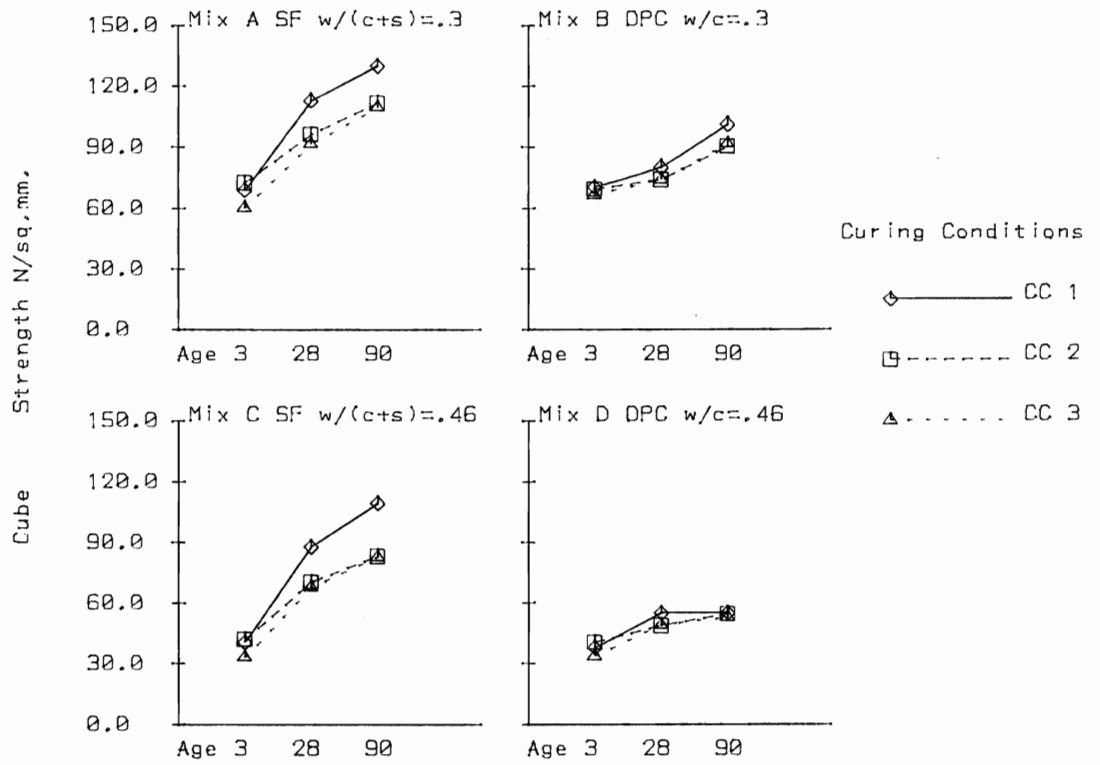 Mix A SF w/(c+s)=.3
150.0
120.0
90.0
60.0
30.0
0.0
Age 3 28 90
Mix B OPC w/c=.3
Age 3 28 90
Mix C SF w/(c+s)=.46
150.0
120.0
90.0
60.0
30.0
0.0
Age 3 28 90
Mix D OPC w/c=.46
Age 3 28 90
Cube Strength N/sq,mm.
Curing Conditions
CC 1
CC 2
CC 3